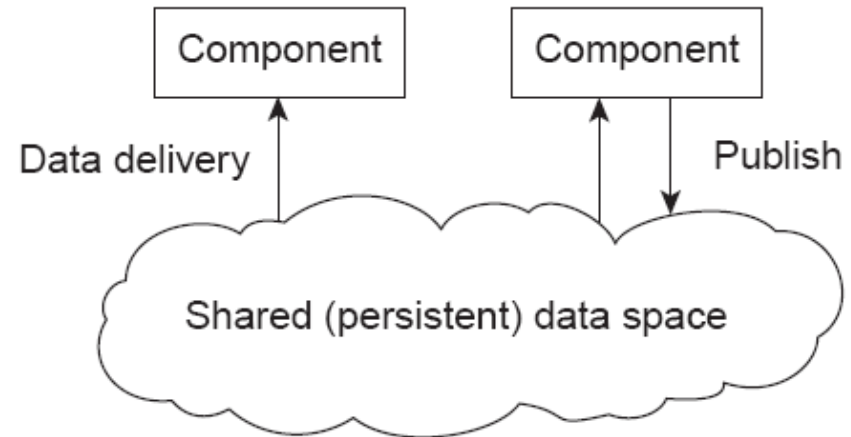 Component
Component
Data delivery
Publish
Shared (persistent) data space